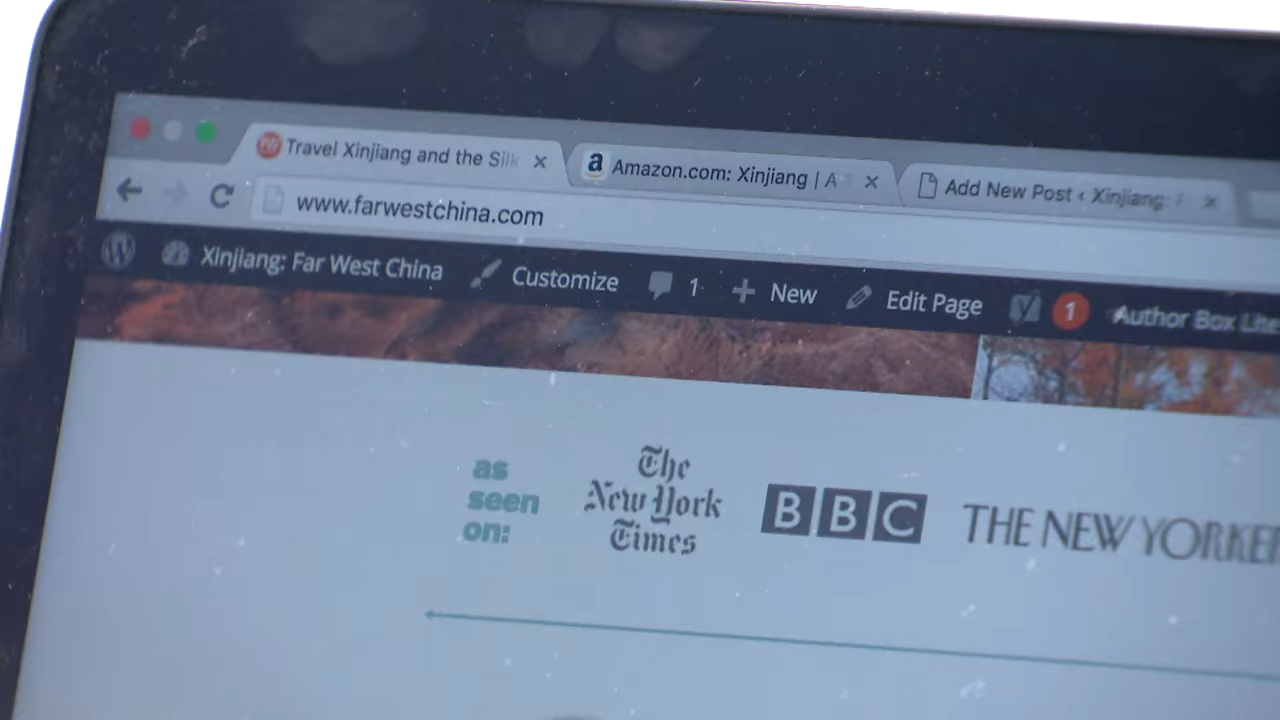 Travel Xinjiang and the Silk
Amazon.com: Xinjiang | A
Add New Post ‹ Xinjiang:
www.farwestchina.com
Xinjiang: Far West China
Customize
1
New
Edit Page
1
Author Box Lite
as
seen
on:
The
New York
Times
BBC
THE NEW YORKER